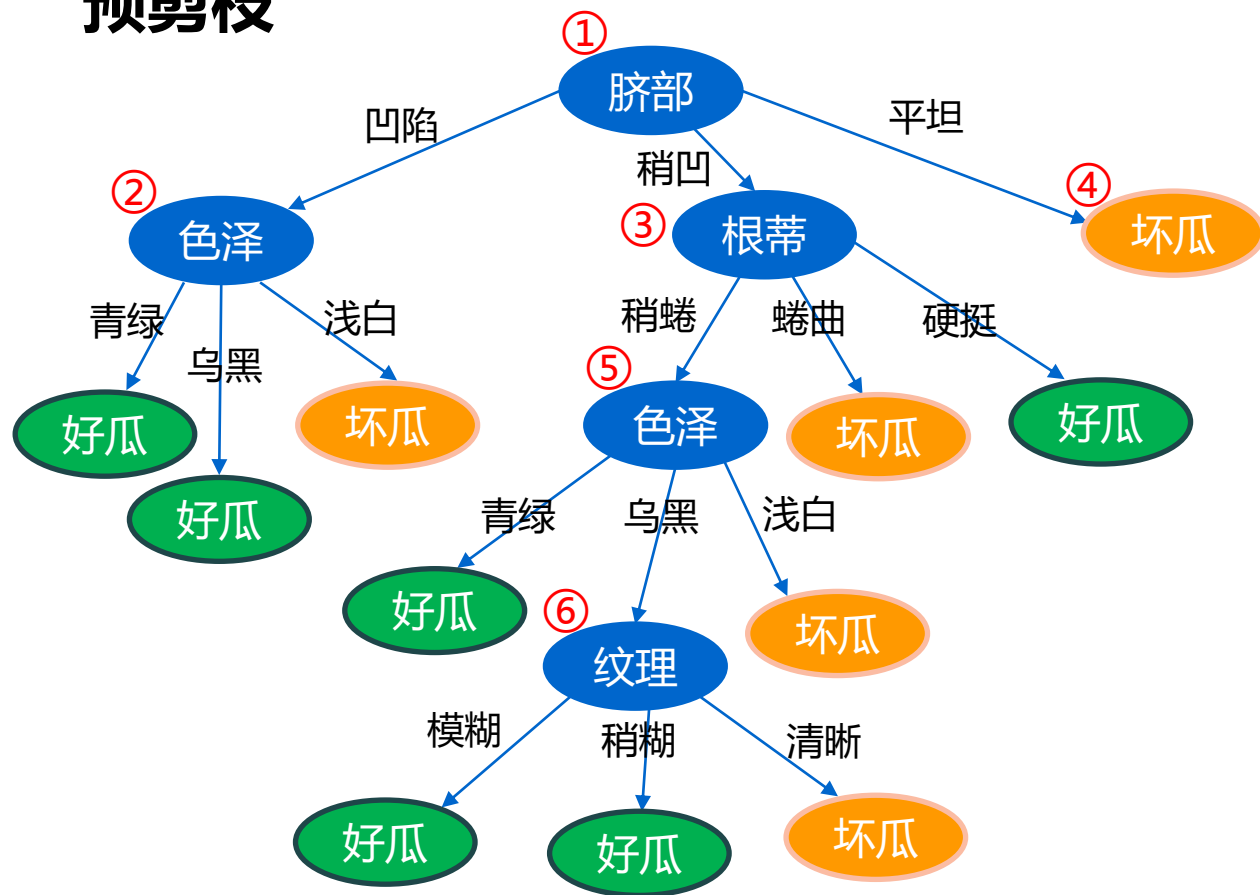 预剪枝
①
脐部
凹陷
稍凹
平坦
②
色泽
③
根蒂
④
坏瓜
青绿
乌黑
浅白
稍蜷
蜷曲
硬挺
好瓜
好瓜
坏瓜
⑤
色泽
坏瓜
好瓜
青绿
乌黑
浅白
好瓜
⑥
纹理
坏瓜
模糊
稍糊
清晰
好瓜
好瓜
坏瓜